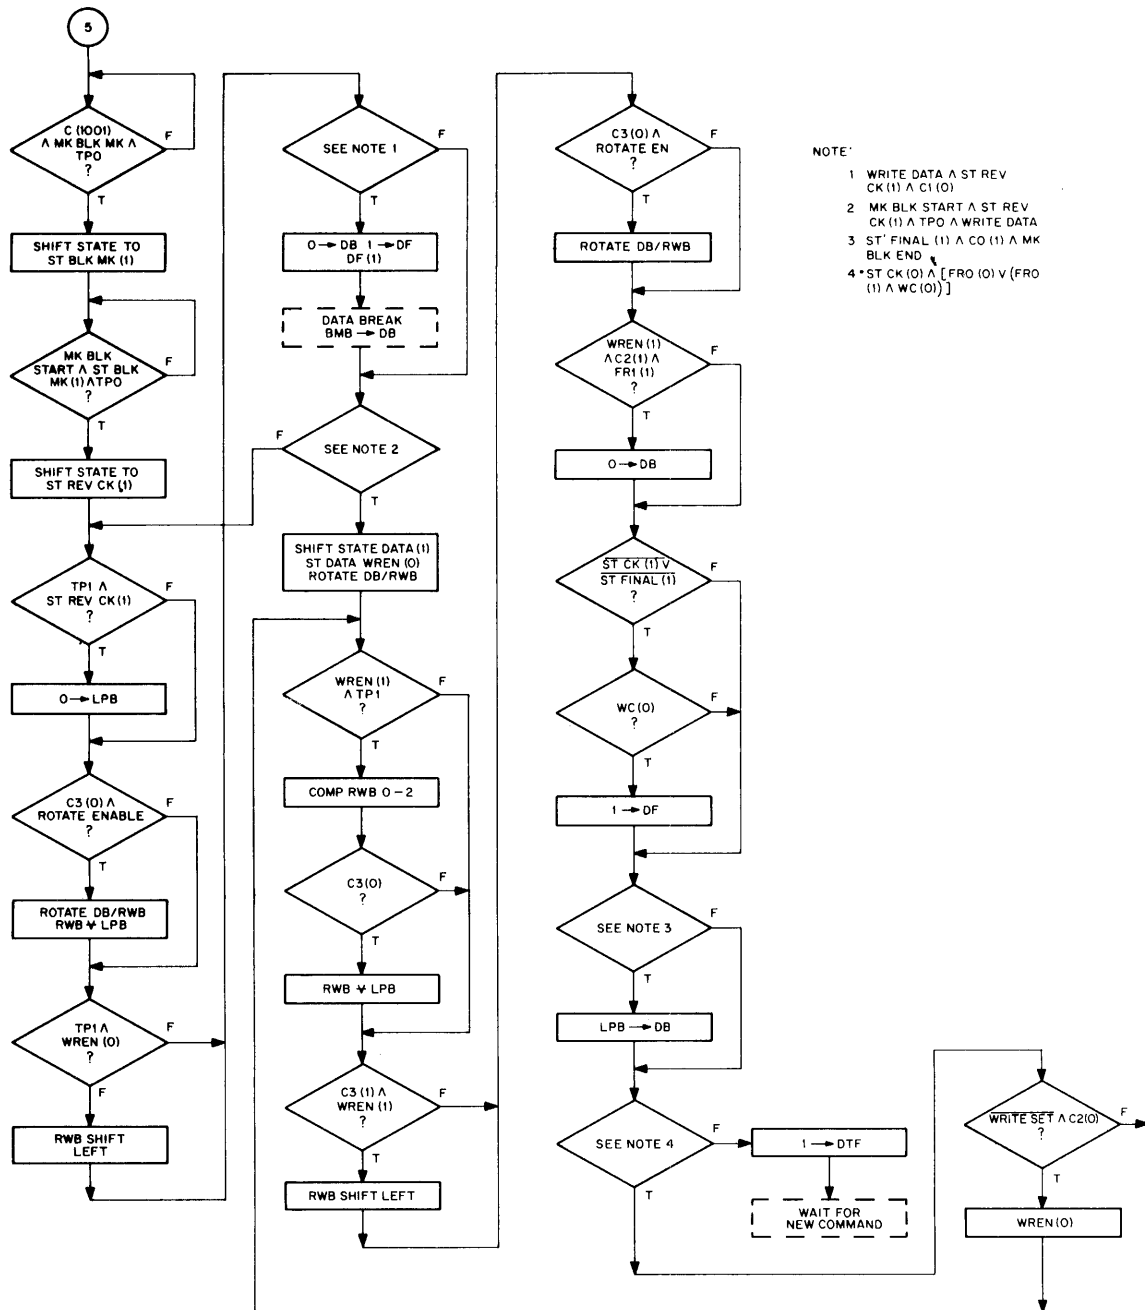 5
C (1001)
∧ MK BLK MK ∧
TP0
?
F
T
SHIFT STATE TO
ST BLK MK (1)
MK BLK
START ∧ ST BLK
MK (1) ∧ TP0
?
F
T
SHIFT STATE TO
ST REV CK (1)
TP1 ∧
ST REV CK (1)
?
F
T
0 → LPB
C3 (0) ∧
ROTATE ENABLE
?
F
T
ROTATE DB/RWB
RWB ⊻ LPB
TP1 ∧
WREN (0)
?
F
F
RWB SHIFT
LEFT
SEE NOTE 1
F
T
0 → DB 1 → DF
DF (1)
DATA BREAK
BMB → DB
F
SEE NOTE 2
T
SHIFT STATE DATA (1)
ST DATA WREN (0)
ROTATE DB/RWB
WREN (1)
∧ TP1
?
F
T
COMP RWB 0 - 2
C3 (0)
?
F
T
RWB ⊻ LPB
C3 (1) ∧
WREN (1)
?
F
T
RWB SHIFT LEFT
C3 (0) ∧
ROTATE EN
?
F
T
ROTATE DB/RWB
WREN (1)
∧ C2 (1) ∧
FR1 (1)
?
F
T
0 → DB
ST CK (1) V
ST FINAL (1)
?
F
T
WC (0)
?
F
T
1 → DF
SEE NOTE 3
F
T
LPB → DB
SEE NOTE 4
F
T
1 → DTF
WAIT FOR
NEW COMMAND
WRITE SET ∧ C2(0)
?
F
T
WREN (0)
NOTE'
1 WRITE DATA ∧ ST REV
CK (1) ∧ C1 (0)
2 MK BLK START ∧ ST REV
CK (1) ∧ TP0 ∧ WRITE DATA
3 ST' FINAL (1) ∧ C0 (1) ∧ MK
BLK END
4 • ST CK (0) ∧ [FR0 (0) V (FR0
(1) ∧ WC (0))]